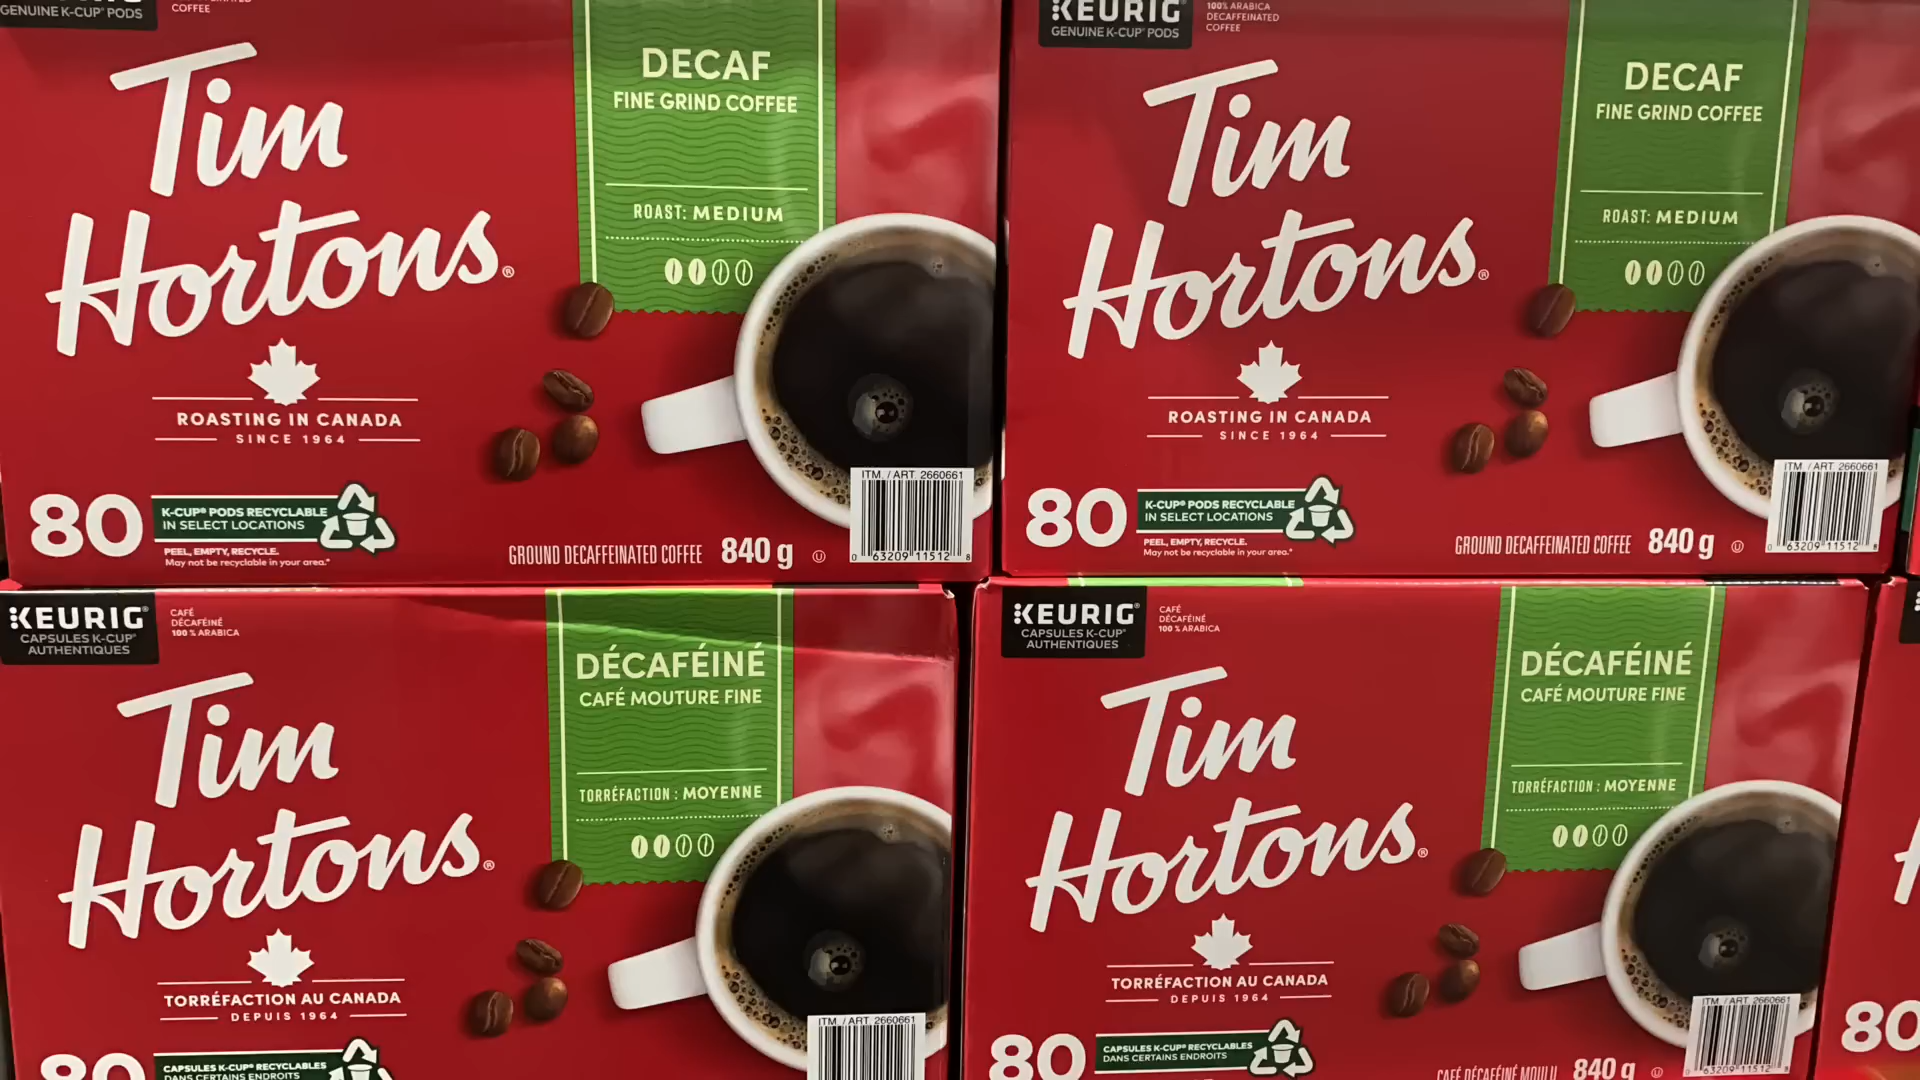 GENUINE K-CUP® PODS
COFFEE
Tim
Hortons®
DECAF
FINE GRIND COFFEE
ROAST: MEDIUM
ROASTING IN CANADA
SINCE 1964
80
K-CUP® PODS RECYCLABLE
IN SELECT LOCATIONS
PEEL, EMPTY, RECYCLE.
May not be recyclable in your area.*
GROUND DECAFFEINATED COFFEE 840 g
ITM. / ART 2660661
0 63209 11512 8
KEURIG
GENUINE K-CUP® PODS
100% ARABICA
DECAFFEINATED
COFFEE
Tim
Hortons®
DECAF
FINE GRIND COFFEE
ROAST: MEDIUM
ROASTING IN CANADA
SINCE 1964
80
K-CUP® PODS RECYCLABLE
IN SELECT LOCATIONS
PEEL, EMPTY, RECYCLE.
May not be recyclable in your area.*
GROUND DECAFFEINATED COFFEE 840 g
ITM. / ART 2660661
0 63209 11512 8
KEURIG®
CAPSULES K-CUP®
AUTHENTIQUES
CAFÉ
DÉCAFÉINÉ
100 % ARABICA
Tim
Hortons®
DÉCAFÉINÉ
CAFÉ MOUTURE FINE
TORRÉFACTION : MOYENNE
TORRÉFACTION AU CANADA
DEPUIS 1964
80
CAPSULES K-CUP® RECYCLABLES
DANS CERTAINS ENDROITS
ITM. / ART 2660661
KEURIG®
CAPSULES K-CUP®
AUTHENTIQUES
CAFÉ
DÉCAFÉINÉ
100 % ARABICA
Tim
Hortons®
DÉCAFÉINÉ
CAFÉ MOUTURE FINE
TORRÉFACTION : MOYENNE
TORRÉFACTION AU CANADA
DEPUIS 1964
80
CAPSULES K-CUP® RECYCLABLES
DANS CERTAINS ENDROITS
CAFÉ DÉCAFÉINÉ MOULU 840 g
ITM. / ART 2660661
0 63209 11512 8
80